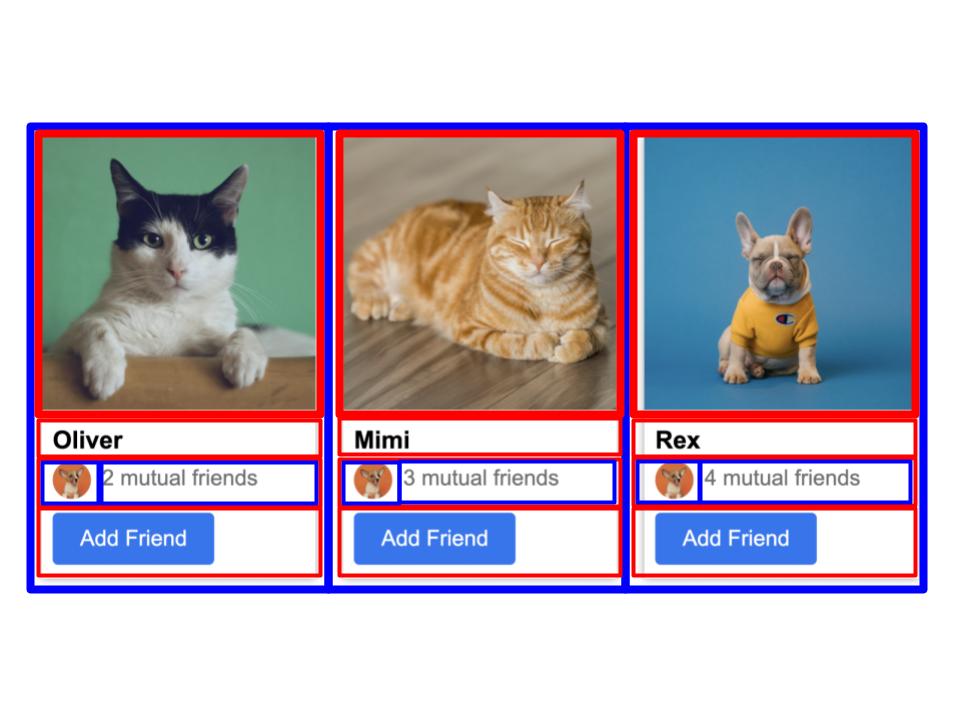 Oliver
2 mutual friends
Add Friend
Mimi
3 mutual friends
Add Friend
Rex
4 mutual friends
Add Friend